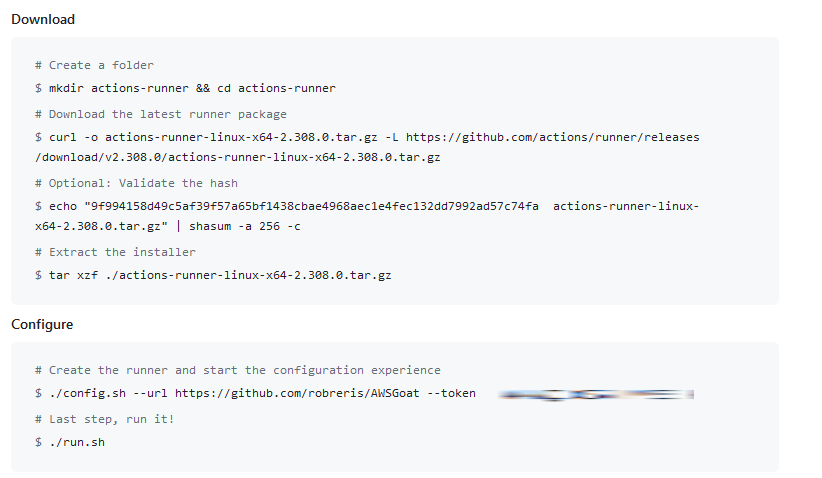 Download
# Create a folder
$ mkdir actions-runner && cd actions-runner
# Download the latest runner package
$ curl -o actions-runner-linux-x64-2.308.0.tar.gz -L https://github.com/actions/runner/releases
/download/v2.308.0/actions-runner-linux-x64-2.308.0.tar.gz
# Optional: Validate the hash
$ echo "9f994158d49c5af39f57a65bf1438cbae4968aec1e4fec132dd7992ad57c74fa  actions-runner-linux-
x64-2.308.0.tar.gz" | shasum -a 256 -c
# Extract the installer
$ tar xzf ./actions-runner-linux-x64-2.308.0.tar.gz
Configure
# Create the runner and start the configuration experience
$ ./config.sh --url https://github.com/robreris/AWSGoat --token
# Last step, run it!
$ ./run.sh